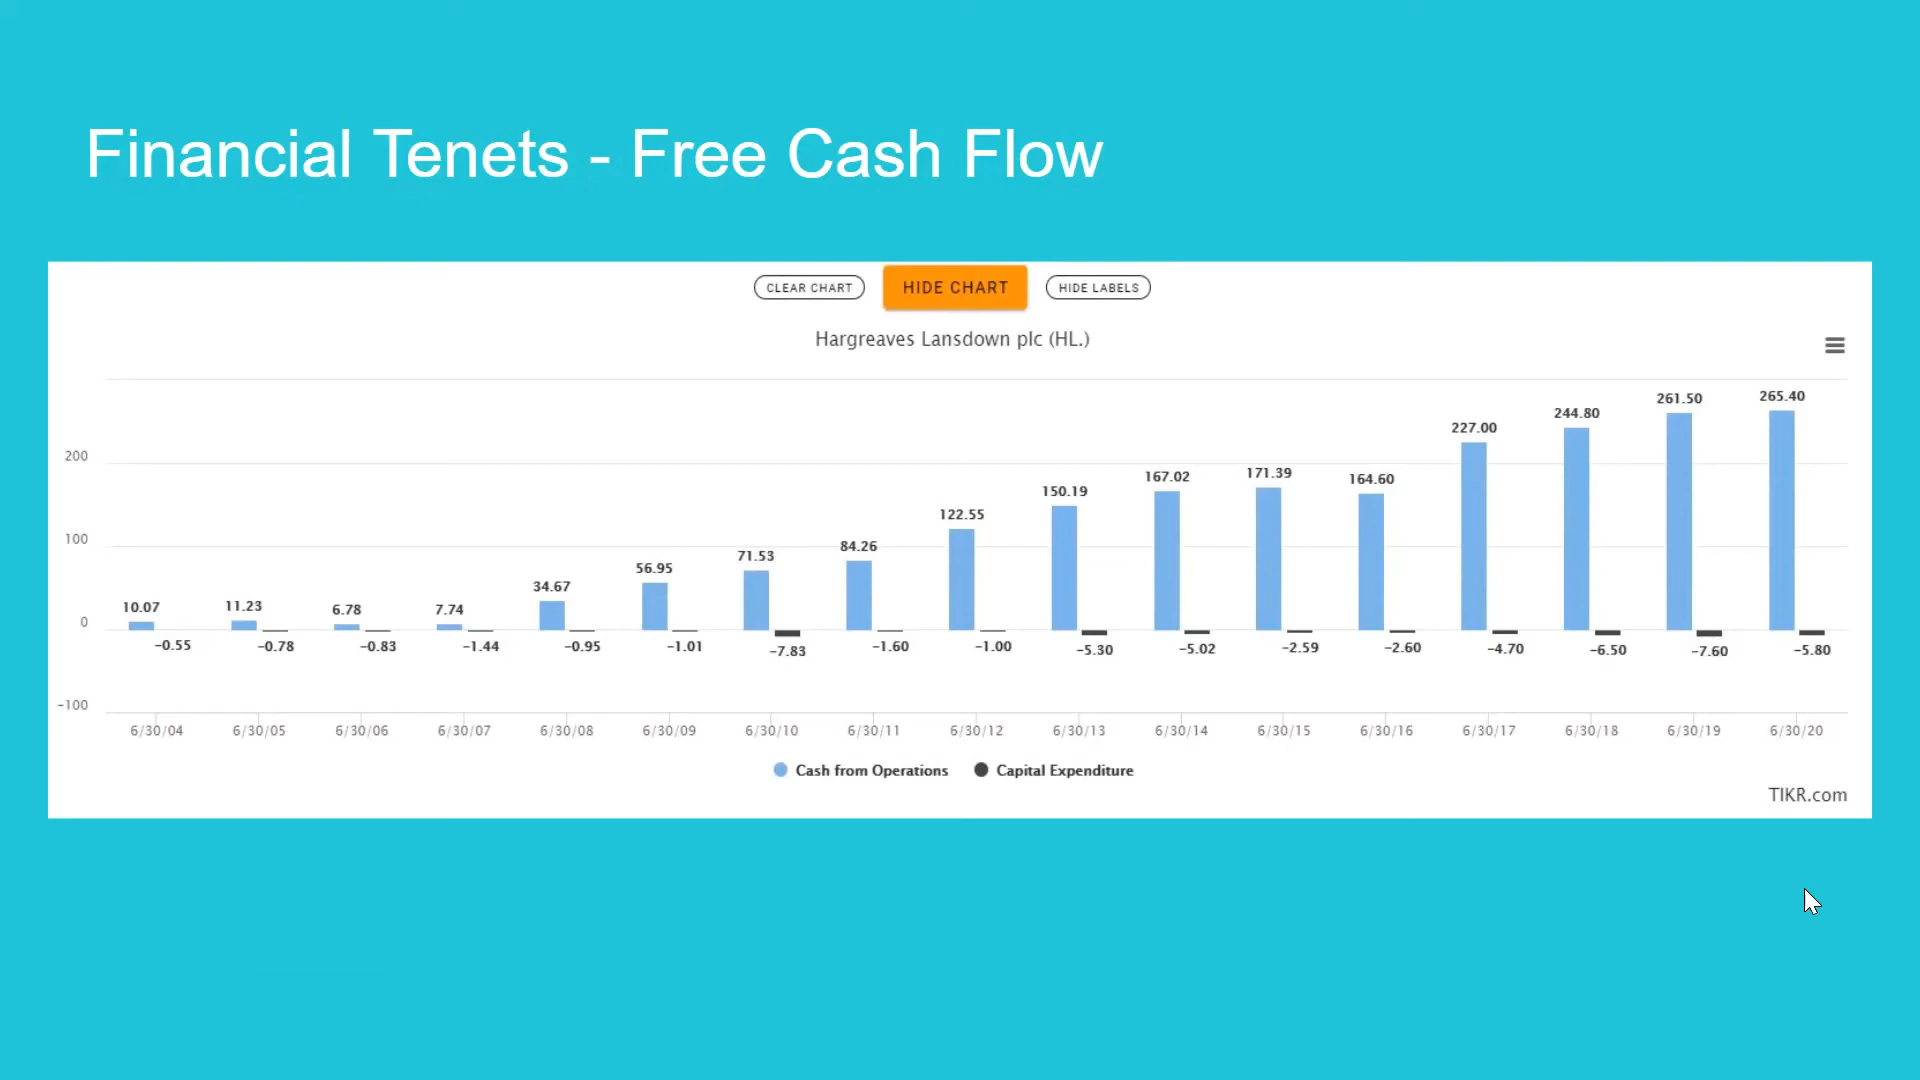 Financial Tenets - Free Cash Flow
CLEAR CHART HIDE CHART HIDE LABELS
Hargreaves Lansdown plc (HL.)
200
100
0
-100
10.07 11.23 6.78 7.74 34.67 56.95 71.53 84.26 122.55 150.19 167.02 171.39 164.60 227.00 244.80 261.50 265.40
-0.55 -0.78 -0.83 -1.44 -0.95 -1.01 -7.83 -1.60 -1.00 -5.30 -5.02 -2.59 -2.60 -4.70 -6.50 -7.60 -5.80
6/30/04 6/30/05 6/30/06 6/30/07 6/30/08 6/30/09 6/30/10 6/30/11 6/30/12 6/30/13 6/30/14 6/30/15 6/30/16 6/30/17 6/30/18 6/30/19 6/30/20
Cash from Operations Capital Expenditure
TIKR.com